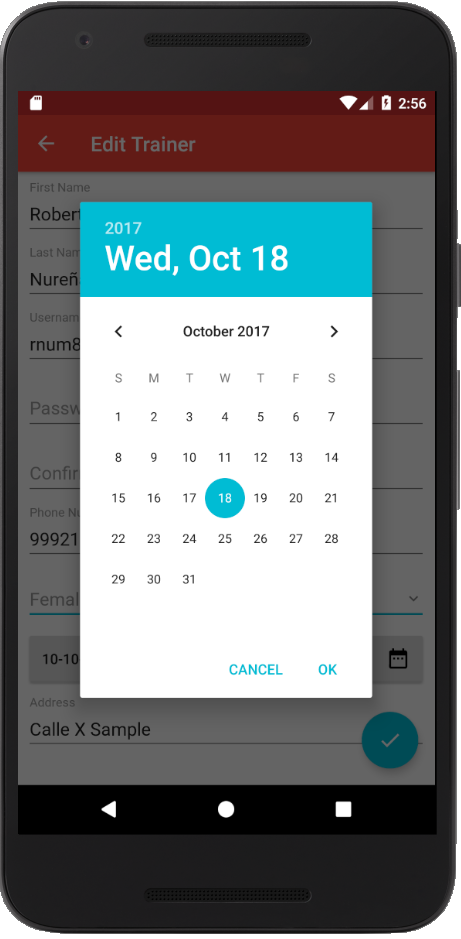 2:56
Edit Trainer
First Name
Rober
Last Nam
Nureñ
Usernam
rnum8
Passw
Confir
Phone Nu
99921
Femal
10-10
Address
Calle X Sample
2017
Wed, Oct 18
October 2017
S M T W T F S
1 2 3 4 5 6 7
8 9 10 11 12 13 14
15 16 17 18 19 20 21
22 23 24 25 26 27 28
29 30 31
CANCEL OK